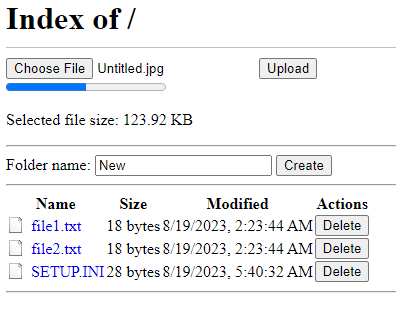 Index of /
Choose File Untitled.jpg Upload
Selected file size: 123.92 KB
Folder name: New Create
Name Size Modified Actions
file1.txt 18 bytes 8/19/2023, 2:23:44 AM Delete
file2.txt 18 bytes 8/19/2023, 2:23:44 AM Delete
SETUP.INI 28 bytes 8/19/2023, 5:40:32 AM Delete